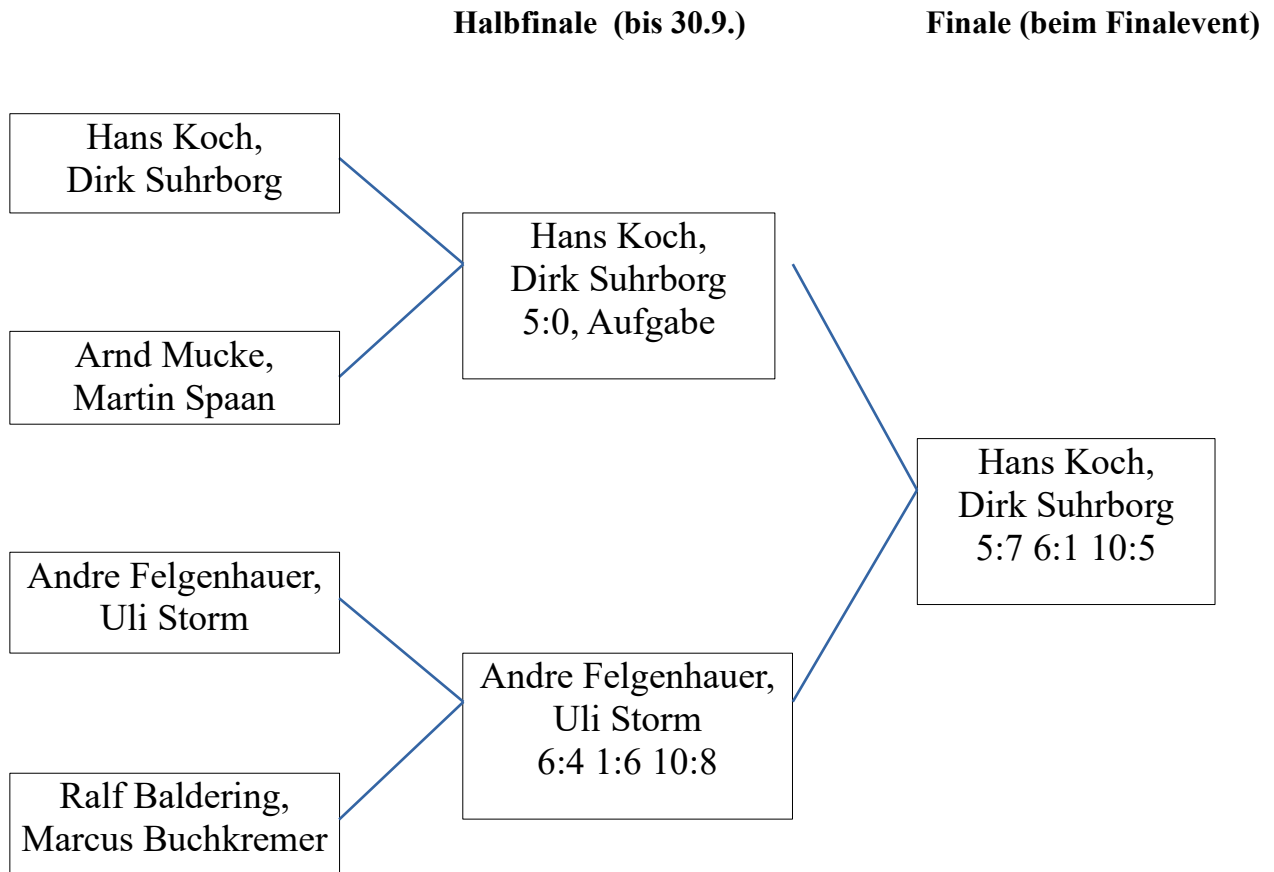 Halbfinale (bis 30.9.)
Finale (beim Finalevent)
Hans Koch,
Dirk Suhrborg
Arnd Mucke,
Martin Spaan
Andre Felgenhauer,
Uli Storm
Ralf Baldering,
Marcus Buchkremer
Hans Koch,
Dirk Suhrborg
5:0, Aufgabe
Andre Felgenhauer,
Uli Storm
6:4 1:6 10:8
Hans Koch,
Dirk Suhrborg
5:7 6:1 10:5